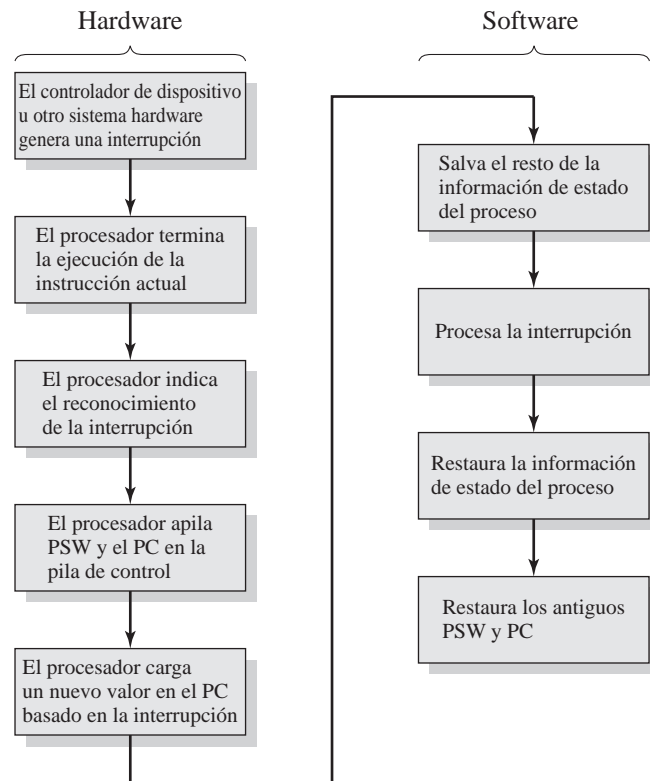 Hardware
El controlador de dispositivo
u otro sistema hardware
genera una interrupción
El procesador termina
la ejecución de la
instrucción actual
El procesador indica
el reconocimiento
de la interrupción
El procesador apila
PSW y el PC en la
pila de control
El procesador carga
un nuevo valor en el PC
basado en la interrupción
Software
Salva el resto de la
información de estado
del proceso
Procesa la interrupción
Restaura la información
de estado del proceso
Restaura los antiguos
PSW y PC